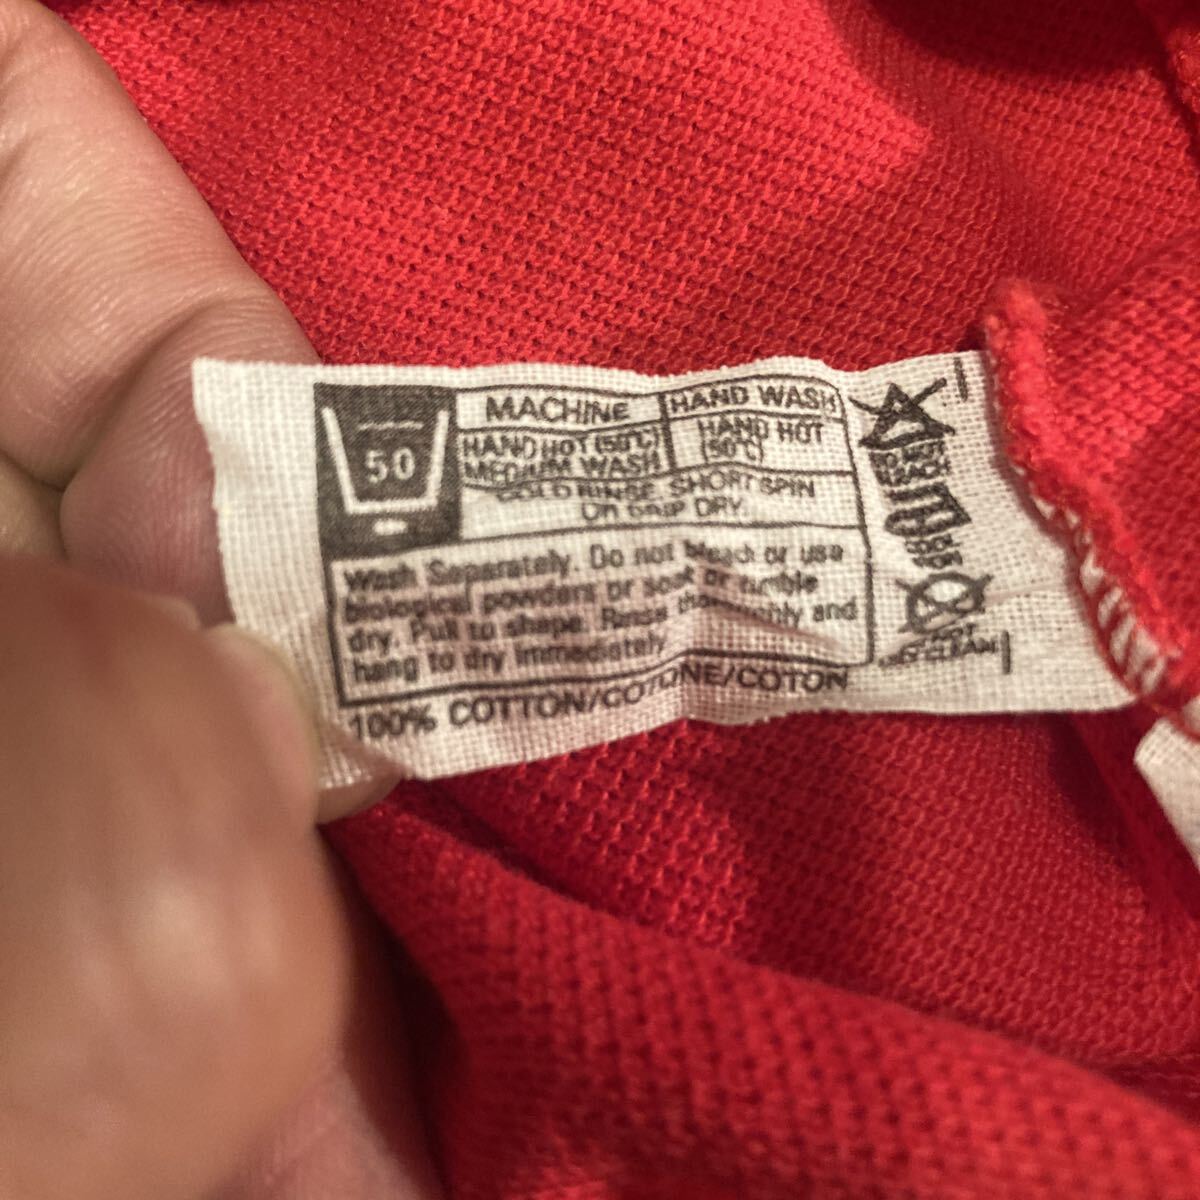 50
MACHINE
HAND HOT (50℃)
MEDIUM WASH
HAND WASH
HAND HOT
(50℃)
COLD RINSE. SHORT SPIN
OR DRIP DRY.
Wash Separately. Do not bleach or use
biological powders or soak or tumble
dry. Pull to shape. Rinse thoroughly and
hang to dry immediately
100% COTTON/COTONE/COTON